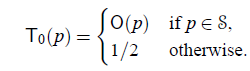 T₀(p) = { O(p) if p ∈ S,
1/2 otherwise.